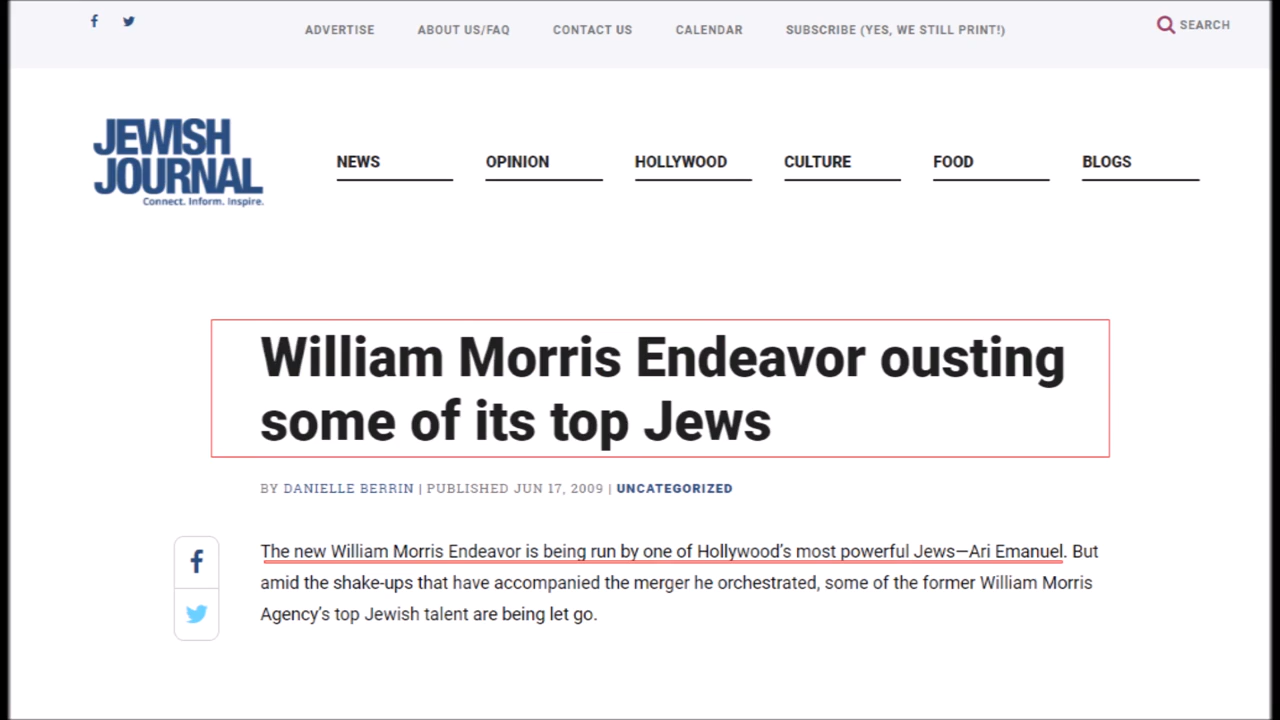 ADVERTISE ABOUT US/FAQ CONTACT US CALENDAR SUBSCRIBE (YES, WE STILL PRINT!) SEARCH
JEWISH
JOURNAL
Connect. Inform. Inspire.
NEWS OPINION HOLLYWOOD CULTURE FOOD BLOGS
William Morris Endeavor ousting
some of its top Jews
BY DANIELLE BERRIN | PUBLISHED JUN 17, 2009 | UNCATEGORIZED
The new William Morris Endeavor is being run by one of Hollywood's most powerful Jews—Ari Emanuel. But
amid the shake-ups that have accompanied the merger he orchestrated, some of the former William Morris
Agency's top Jewish talent are being let go.